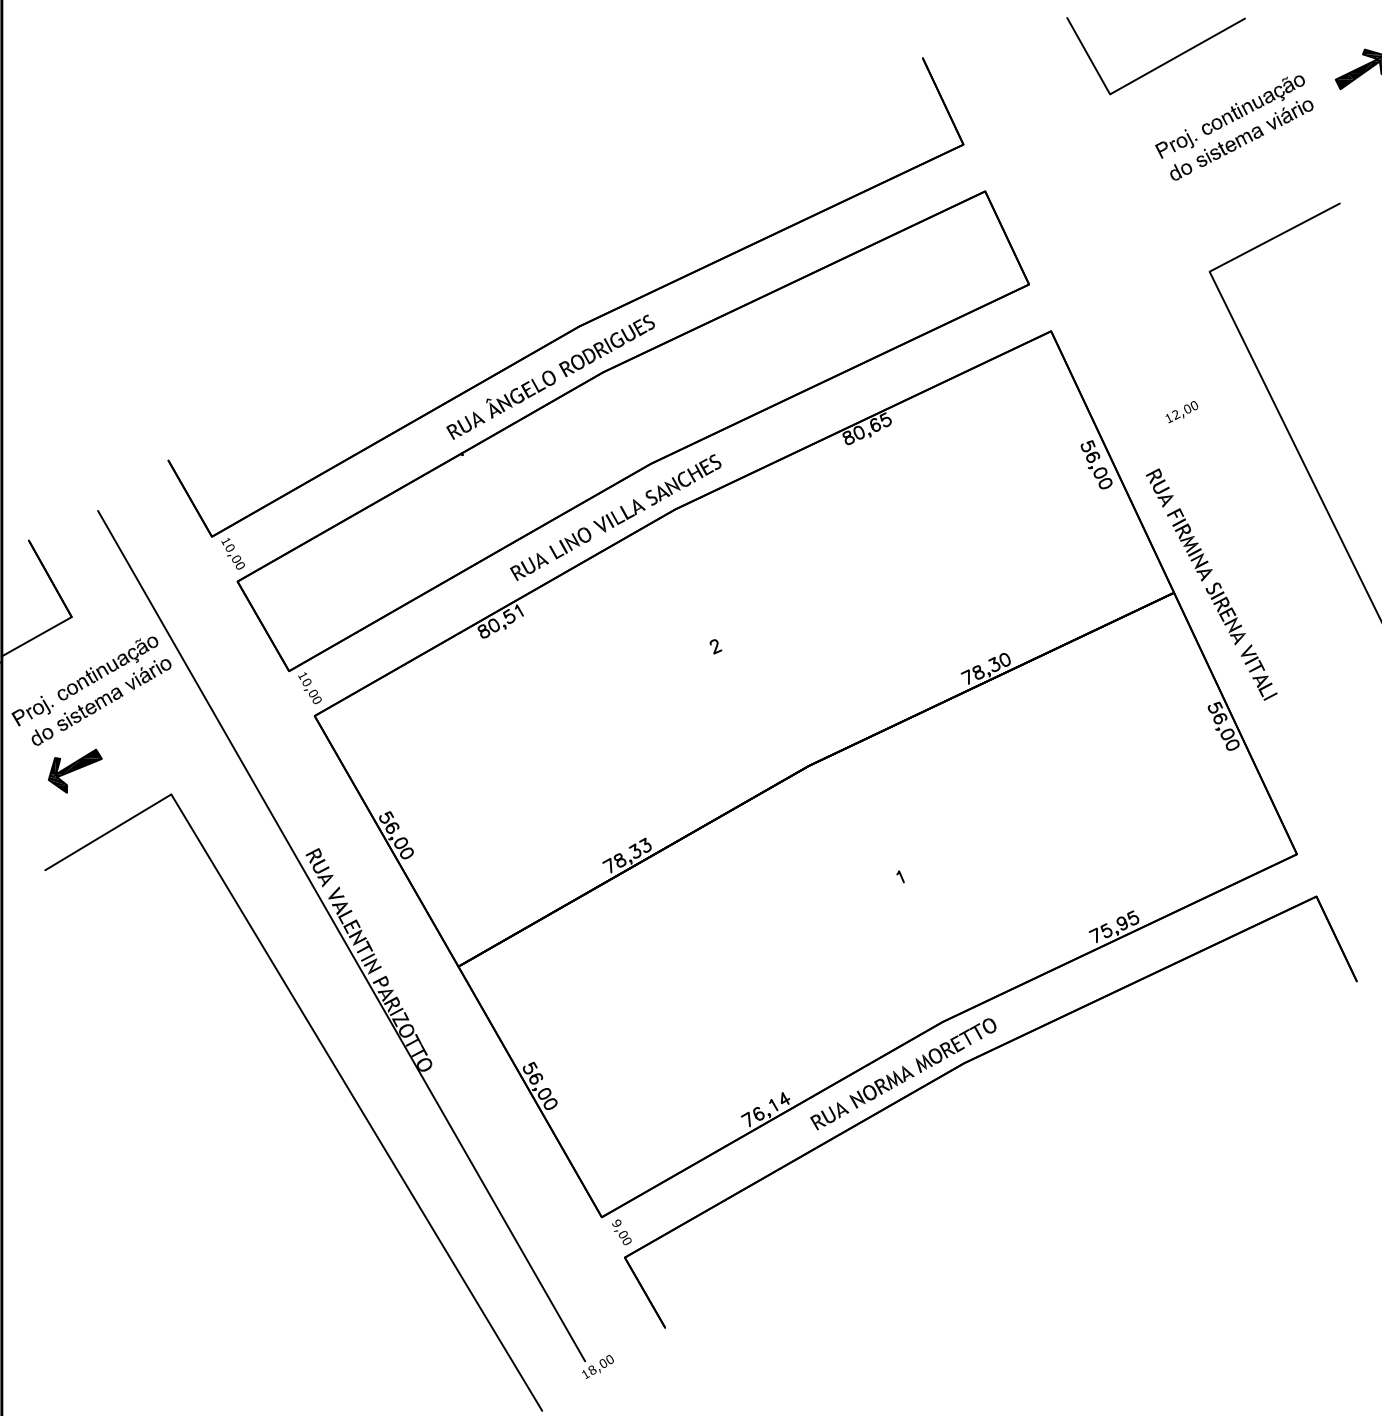 Proj. continuação
do sistema viário
RUA ÂNGELO RODRIGUES
12,00
80,65
56,00
RUA LINO VILLA SANCHES
10,00
RUA FIRMINA SIRENA VITALI
80,51
2
78,30
10,00
Proj. continuação
do sistema viário
56,00
56,00
78,33
1
RUA VALENTIN PARIZOTTO
75,95
56,00
76,14
RUA NORMA MORETTO
9,00
18,00